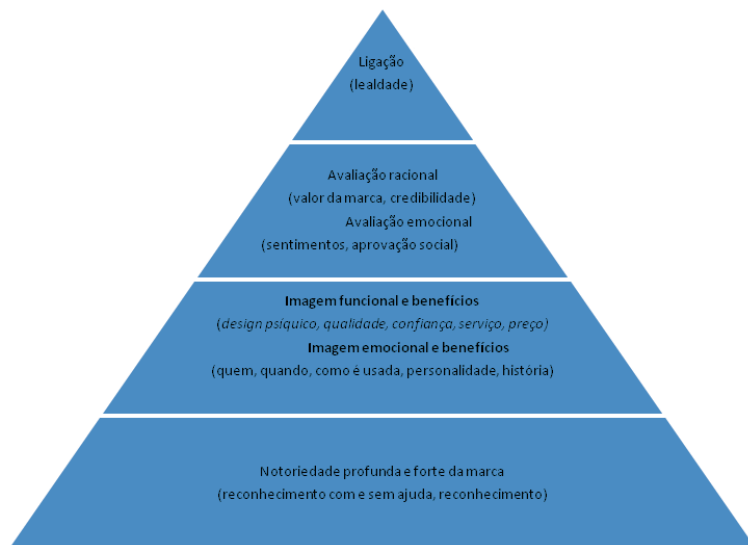 Ligação
(lealdade)
Avaliação racional
(valor da marca, credibilidade)
Avaliação emocional
(sentimentos, aprovação social)
Imagem funcional e benefícios
(design psíquico, qualidade, confiança, serviço, preço)
Imagem emocional e benefícios
(quem, quando, como é usada, personalidade, história)
Notoriedade profunda e forte da marca
(reconhecimento com e sem ajuda, reconhecimento)